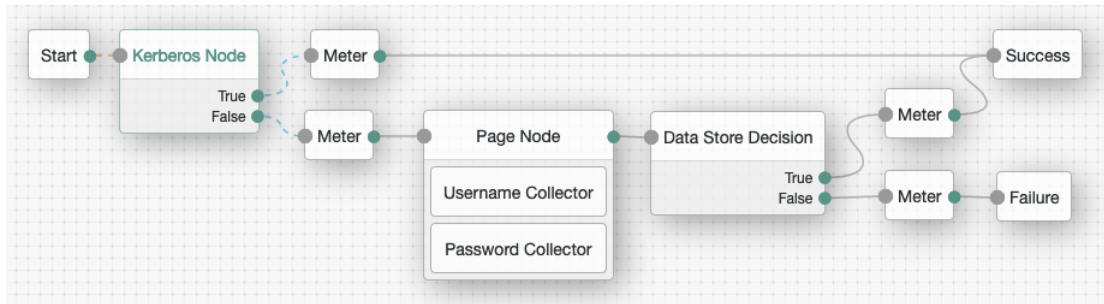 Start
Kerberos Node
True
False
Meter
Meter
Page Node
Username Collector
Password Collector
Data Store Decision
True
False
Meter
Meter
Success
Failure